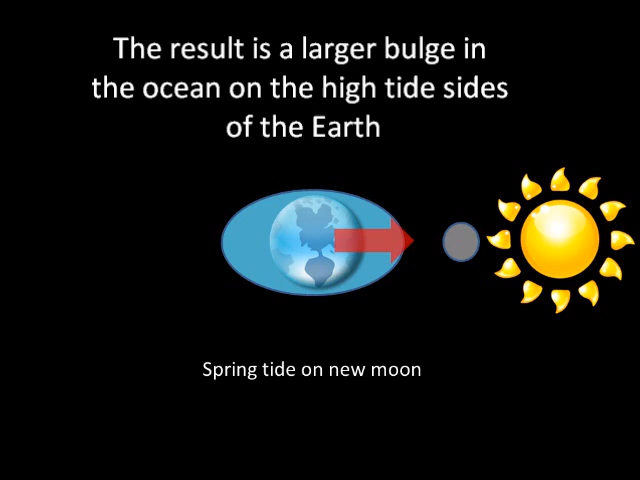 The result is a larger bulge in
the ocean on the high tide sides
of the Earth
Spring tide on new moon